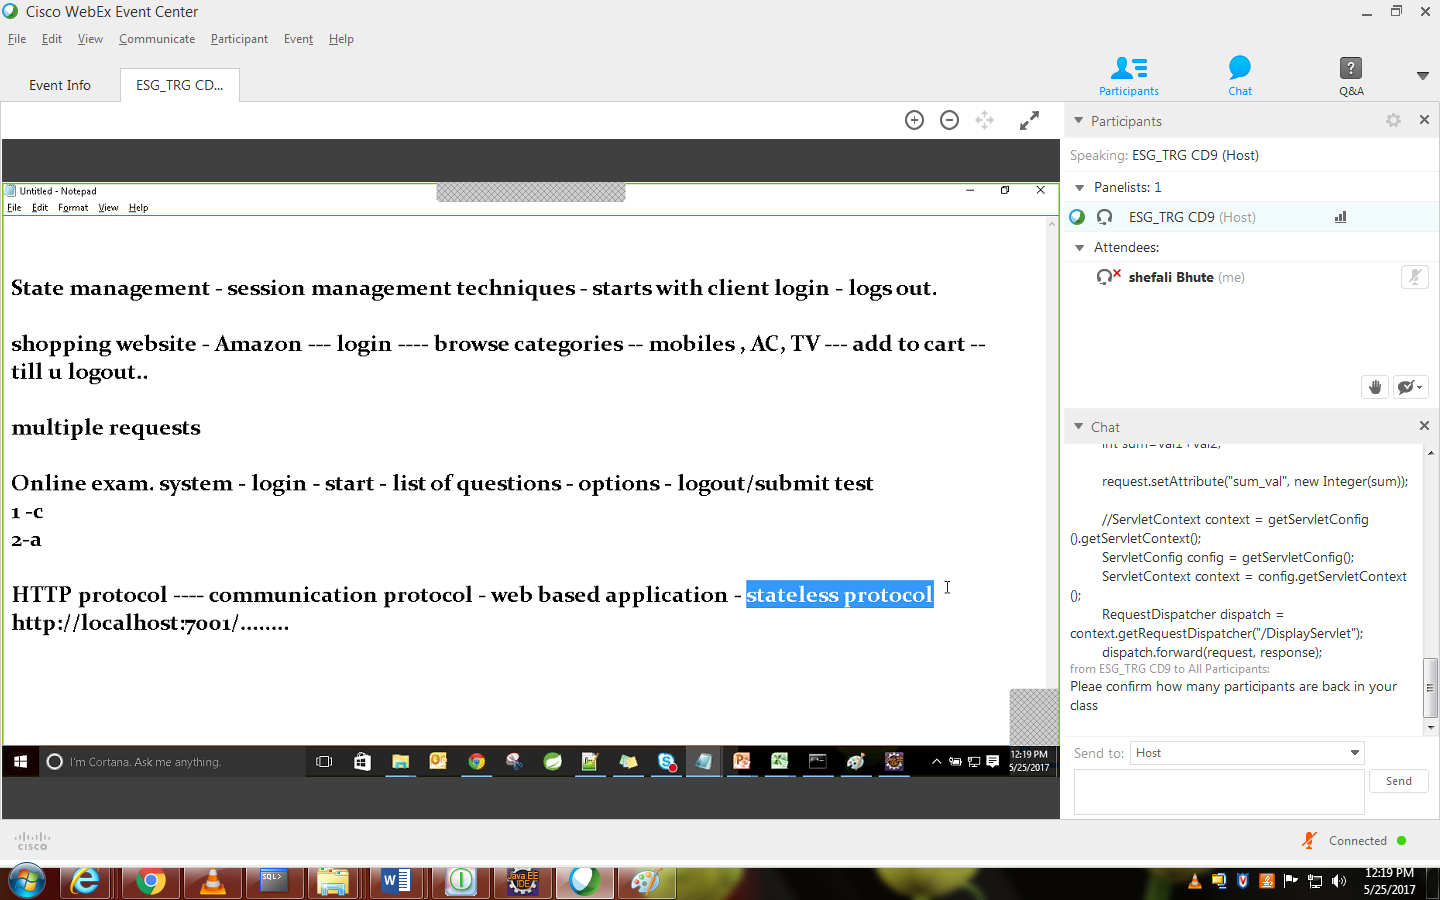 Cisco WebEx Event Center
File Edit View Communicate Participant Event Help
Event Info
ESG_TRG CD...
Participants
Chat
?
Q&A
Untitled - Notepad
File Edit Format View Help
State management - session management techniques - starts with client login - logs out.
shopping website - Amazon --- login ---- browse categories -- mobiles , AC, TV --- add to cart --
till u logout..
multiple requests
Online exam. system - login - start - list of questions - options - logout/submit test
1 -c
2-a
HTTP protocol ---- communication protocol - web based application - stateless protocol
http://localhost:7001/........
I'm Cortana. Ask me anything.
12:19 PM
5/25/2017
Participants
Speaking: ESG_TRG CD9 (Host)
Panelists: 1
ESG_TRG CD9 (Host)
Attendees:
shefali Bhute (me)
Chat
int sum=val1+val2;
request.setAttribute("sum_val", new Integer(sum));
//ServletContext context = getServletConfig
().getServletContext();
ServletConfig config = getServletConfig();
ServletContext context = config.getServletContext
();
RequestDispatcher dispatch =
context.getRequestDispatcher("/DisplayServlet");
dispatch.forward(request, response);
from ESG_TRG CD9 to All Participants:
Pleae confirm how many participants are back in your
class
Send to: Host
Send
cisco
Connected
SQL>
Java EE
IDE
12:19 PM
5/25/2017